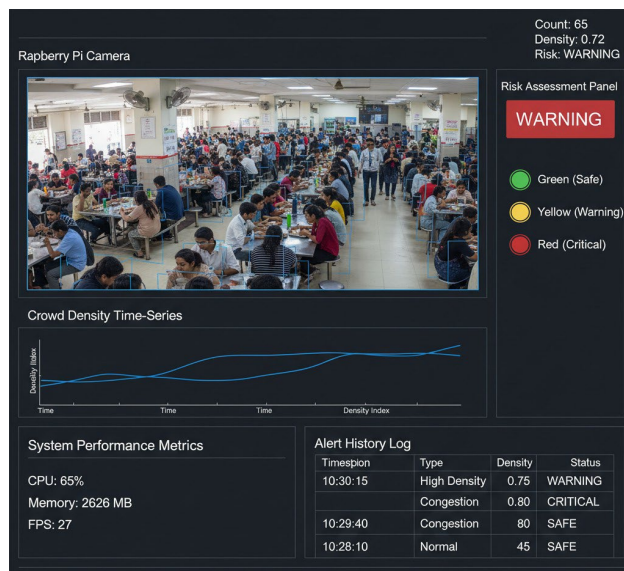 Count: 65
Density: 0.72
Risk: WARNING
Rapberry Pi Camera
Risk Assessment Panel
WARNING
Green (Safe)
Yellow (Warning)
Red (Critical)
Crowd Density Time-Series
Time
Time
Time
Density Index
System Performance Metrics
CPU: 65%
Memory: 2626 MB
FPS: 27
Alert History Log
Timespion Type Density Status
10:30:15 High Density 0.75 WARNING
Congestion 0.80 CRITICAL
10:29:40 Congestion 80 SAFE
10:28:10 Normal 45 SAFE